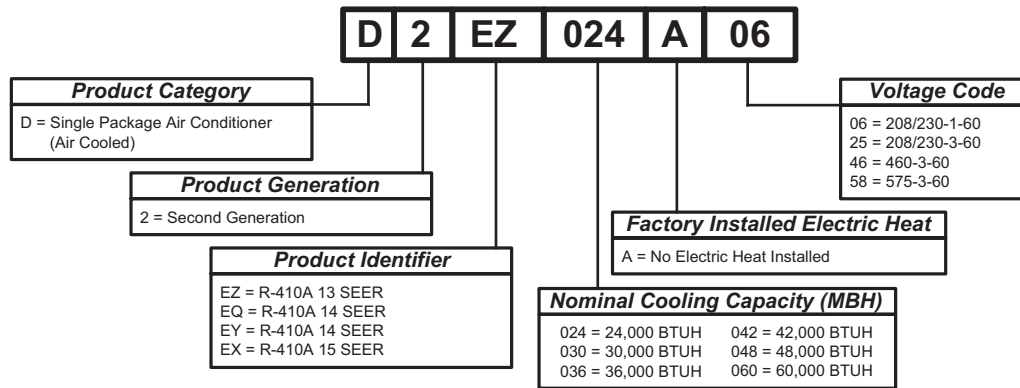 D 2 EZ 024 A 06
Product Category
D = Single Package Air Conditioner
(Air Cooled)
Product Generation
2 = Second Generation
Product Identifier
EZ = R-410A 13 SEER
EQ = R-410A 14 SEER
EY = R-410A 14 SEER
EX = R-410A 15 SEER
Nominal Cooling Capacity (MBH)
024 = 24,000 BTUH 042 = 42,000 BTUH
030 = 30,000 BTUH 048 = 48,000 BTUH
036 = 36,000 BTUH 060 = 60,000 BTUH
Factory Installed Electric Heat
A = No Electric Heat Installed
Voltage Code
06 = 208/230-1-60
25 = 208/230-3-60
46 = 460-3-60
58 = 575-3-60